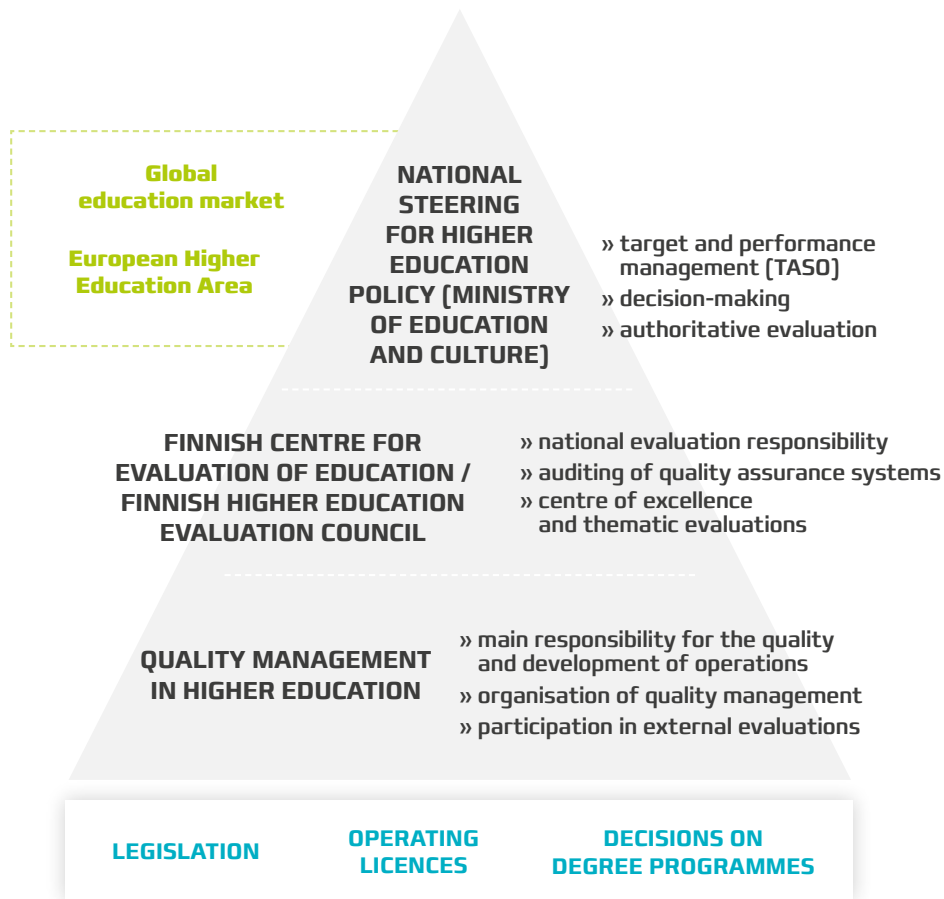 Global
education market
European Higher
Education Area
NATIONAL
STEERING
FOR HIGHER
EDUCATION
POLICY (MINISTRY
OF EDUCATION
AND CULTURE)
» target and performance
management (TASO)
» decision-making
» authoritative evaluation
FINNISH CENTRE FOR
EVALUATION OF EDUCATION /
FINNISH HIGHER EDUCATION
EVALUATION COUNCIL
» national evaluation responsibility
» auditing of quality assurance systems
» centre of excellence
and thematic evaluations
QUALITY MANAGEMENT
IN HIGHER EDUCATION
» main responsibility for the quality
and development of operations
» organisation of quality management
» participation in external evaluations
LEGISLATION
OPERATING
LICENCES
DECISIONS ON
DEGREE PROGRAMMES